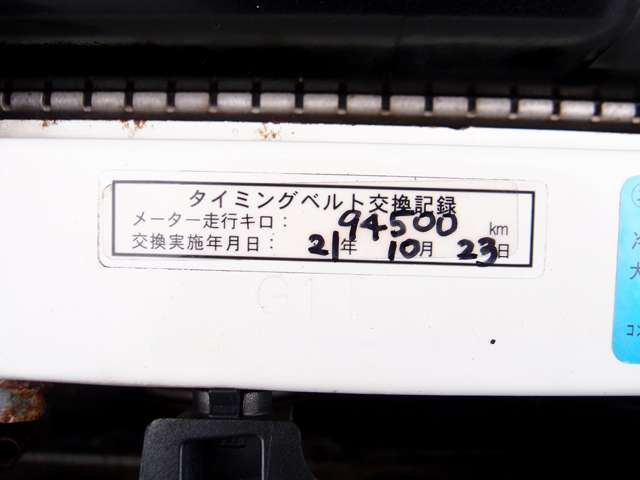 タイミングベルト交換記録
メーター走行キロ： 94500 km
交換実施年月日： 21年 10月 23日
冷
大